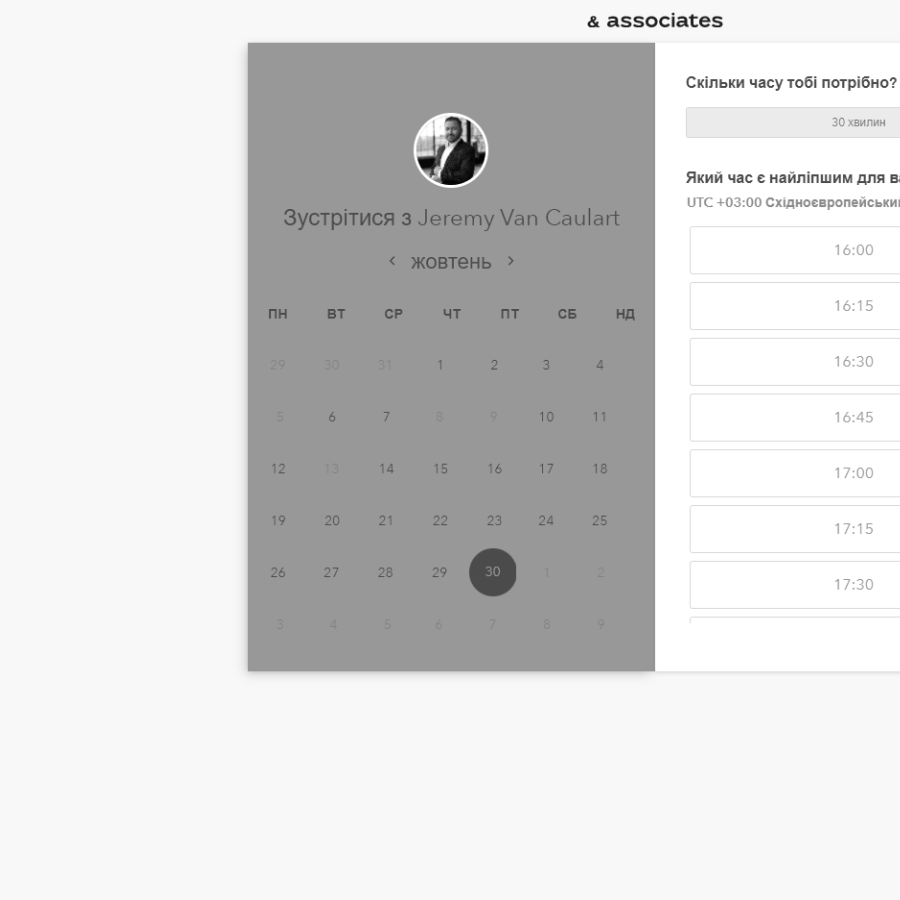 & associates
Зустрітися з Jeremy Van Caulart
жовтень
ПН ВТ СР ЧТ ПТ СБ НД
29 30 31 1 2 3 4
5 6 7 8 9 10 11
12 13 14 15 16 17 18
19 20 21 22 23 24 25
26 27 28 29 30 1 2
3 4 5 6 7 8 9
Скільки часу тобі потрібно?
30 хвилин
Який час є найліпшим для
UTC +03:00
16:00
16:15
16:30
16:45
17:00
17:15
17:30